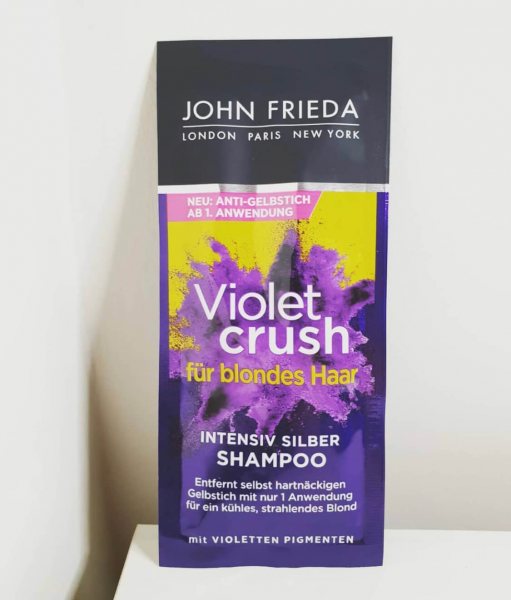 JOHN FRIEDA
LONDON PARIS NEW YORK
NEU: ANTI-GELBSTICH
AB 1. ANWENDUNG
Violet
crush
für blondes Haar
INTENSIV SILBER
SHAMPOO
Entfernt selbst hartnäckigen
Gelbstich mit nur 1 Anwendung
für ein kühles, strahlendes Blond
mit VIOLETTEN PIGMENTEN